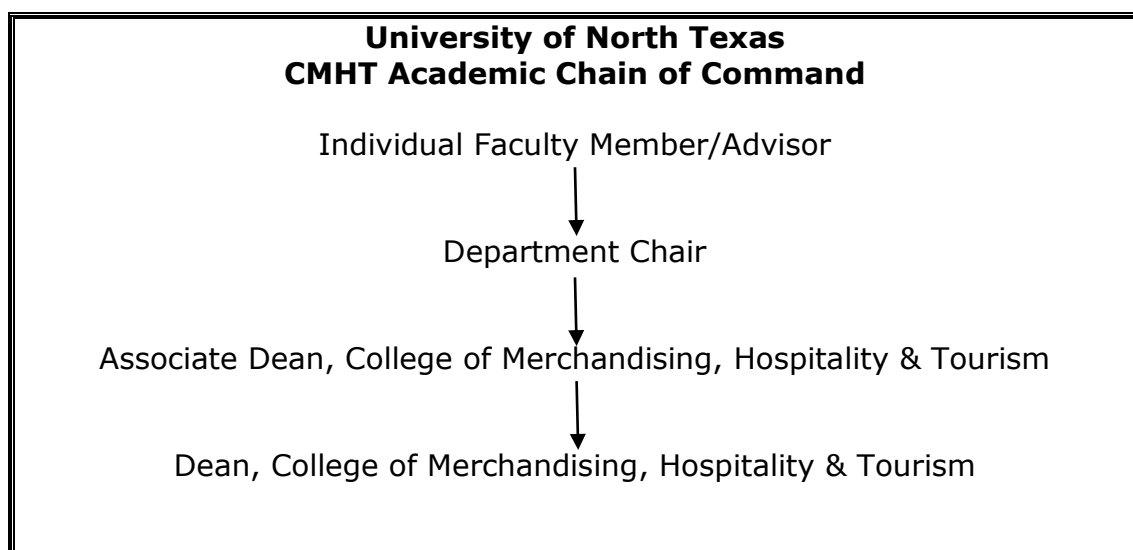 University of North Texas
CMHT Academic Chain of Command
Individual Faculty Member/Advisor
Department Chair
Associate Dean, College of Merchandising, Hospitality & Tourism
Dean, College of Merchandising, Hospitality & Tourism